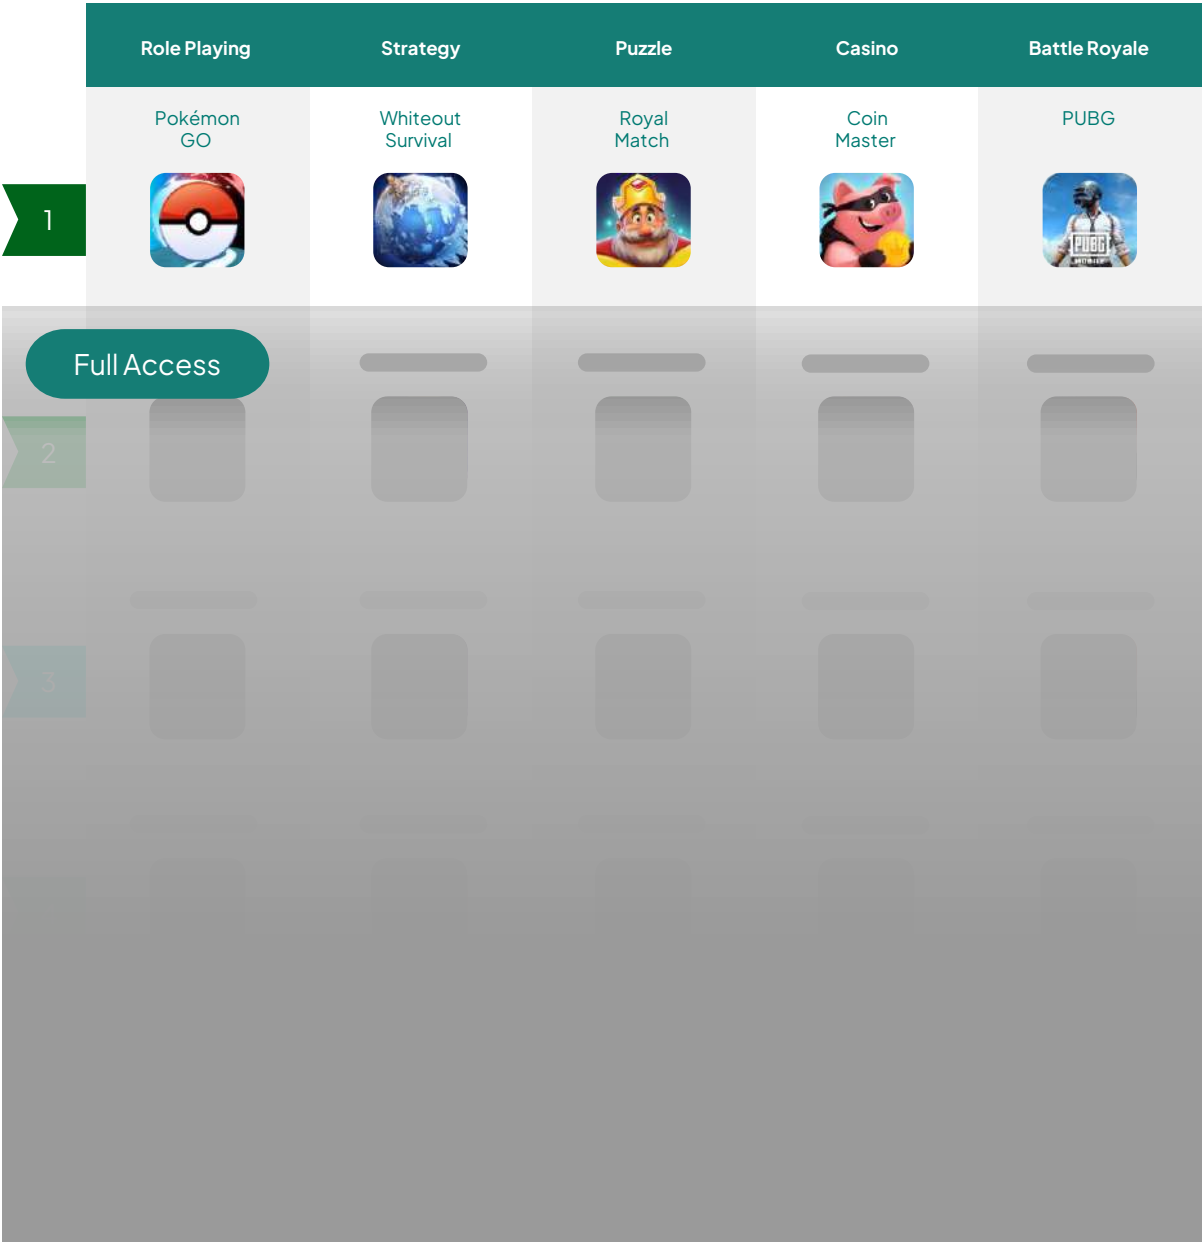 Role Playing
Strategy
Puzzle
Casino
Battle Royale
Pokémon
GO
Whiteout
Survival
Royal
Match
Coin
Master
PUBG
1
PUBG
Full Access
2
3